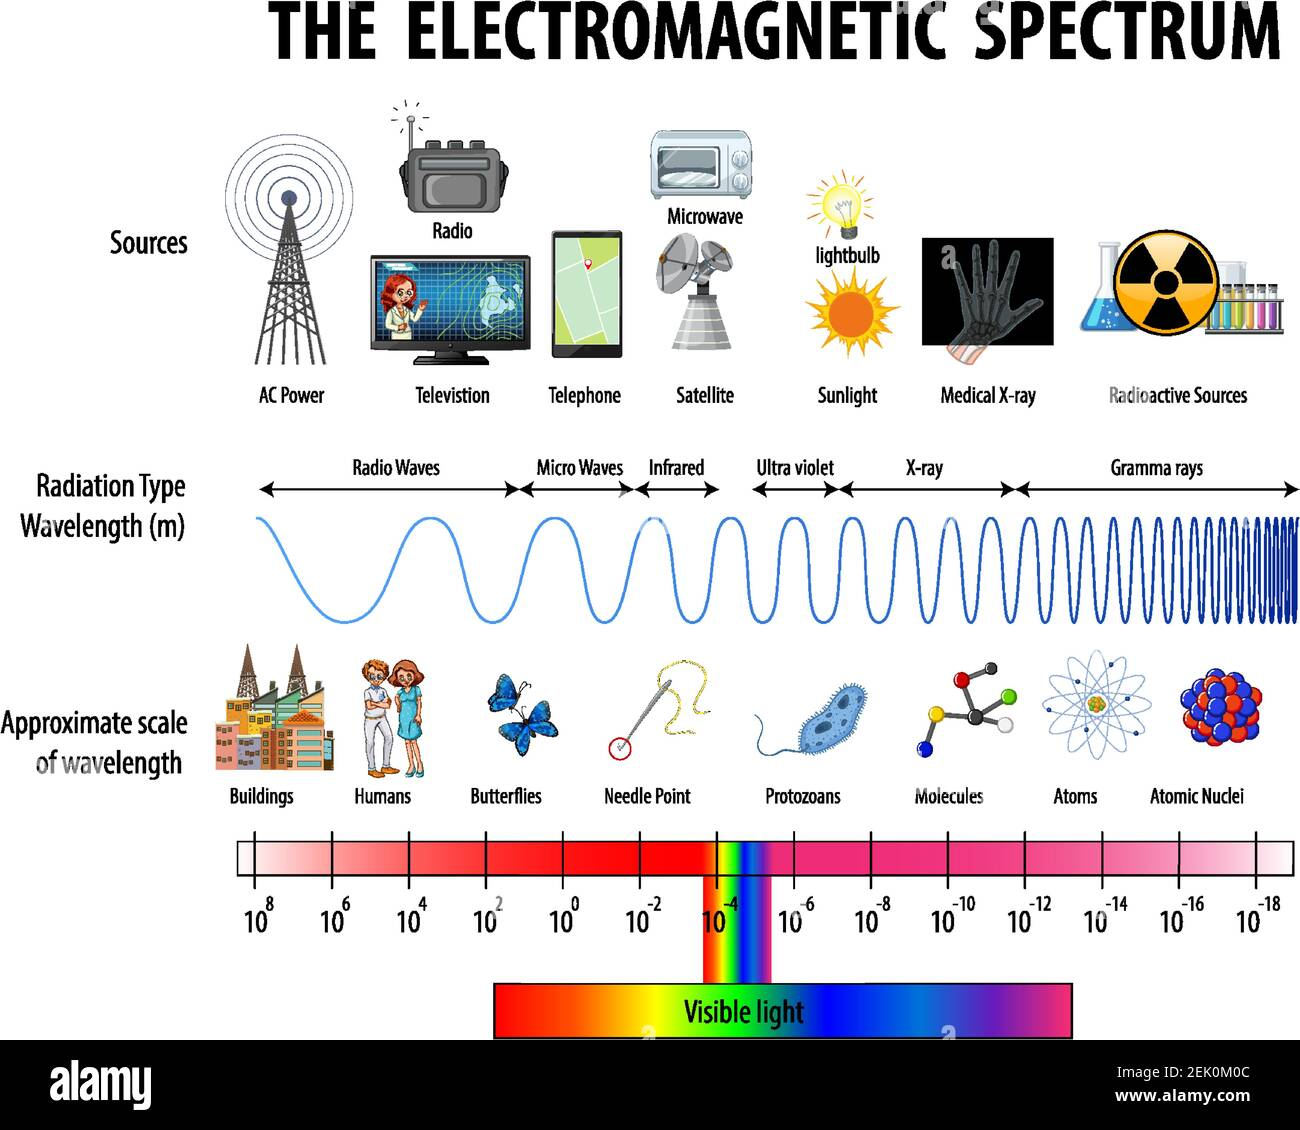 THE ELECTROMAGNETIC SPECTRUM
Sources
Radio
Microwave
lightbulb
AC Power
Televistion
Telephone
Satellite
Sunlight
Medical X-ray
Radioactive Sources
Radiation Type
Wavelength (m)
Radio Waves
Micro Waves
Infrared
Ultra violet
X-ray
Gramma rays
Approximate scale
of wavelength
Buildings
Humans
Butterflies
Needle Point
Protozoans
Molecules
Atoms
Atomic Nuclei
10^8 10^6 10^4 10^2 10^0 10^-2 10^-4 10^-6 10^-8 10^-10 10^-12 10^-14 10^-16 10^-18
Visible light
a
a
a
alamy
Image ID: 2EK0M0C
www.alamy.com